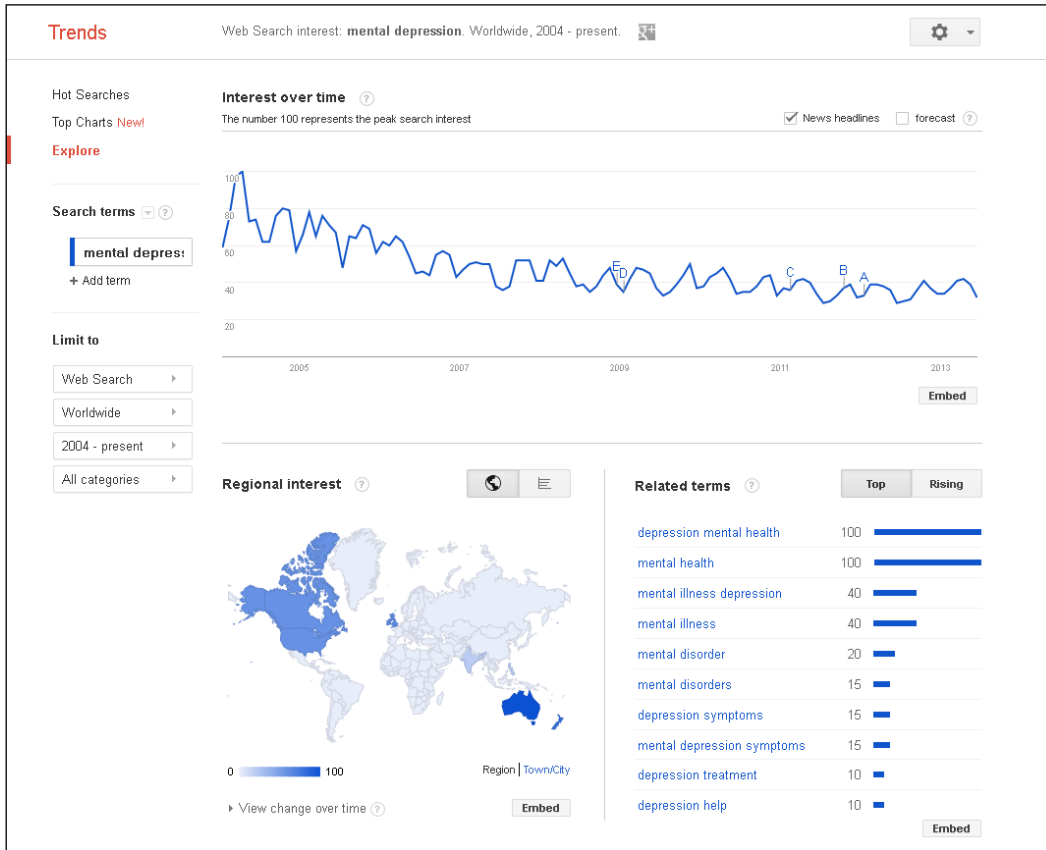 Trends
Web Search interest: mental depression. Worldwide, 2004 - present.
Hot Searches
Top Charts New!
Explore
Search terms
mental depres
+ Add term
Limit to
Web Search
Worldwide
2004 - present
All categories
Interest over time
The number 100 represents the peak search interest
News headlines
forecast
100
80
60
40
20
E
D
C
B
A
2005
2007
2009
2011
2013
Embed
Regional interest
0
100
Region | Town/City
View change over time
Embed
Related terms
Top
Rising
depression mental health 100
mental health 100
mental illness depression 40
mental illness 40
mental disorder 20
mental disorders 15
depression symptoms 15
mental depression symptoms 15
depression treatment 10
depression help 10
Embed